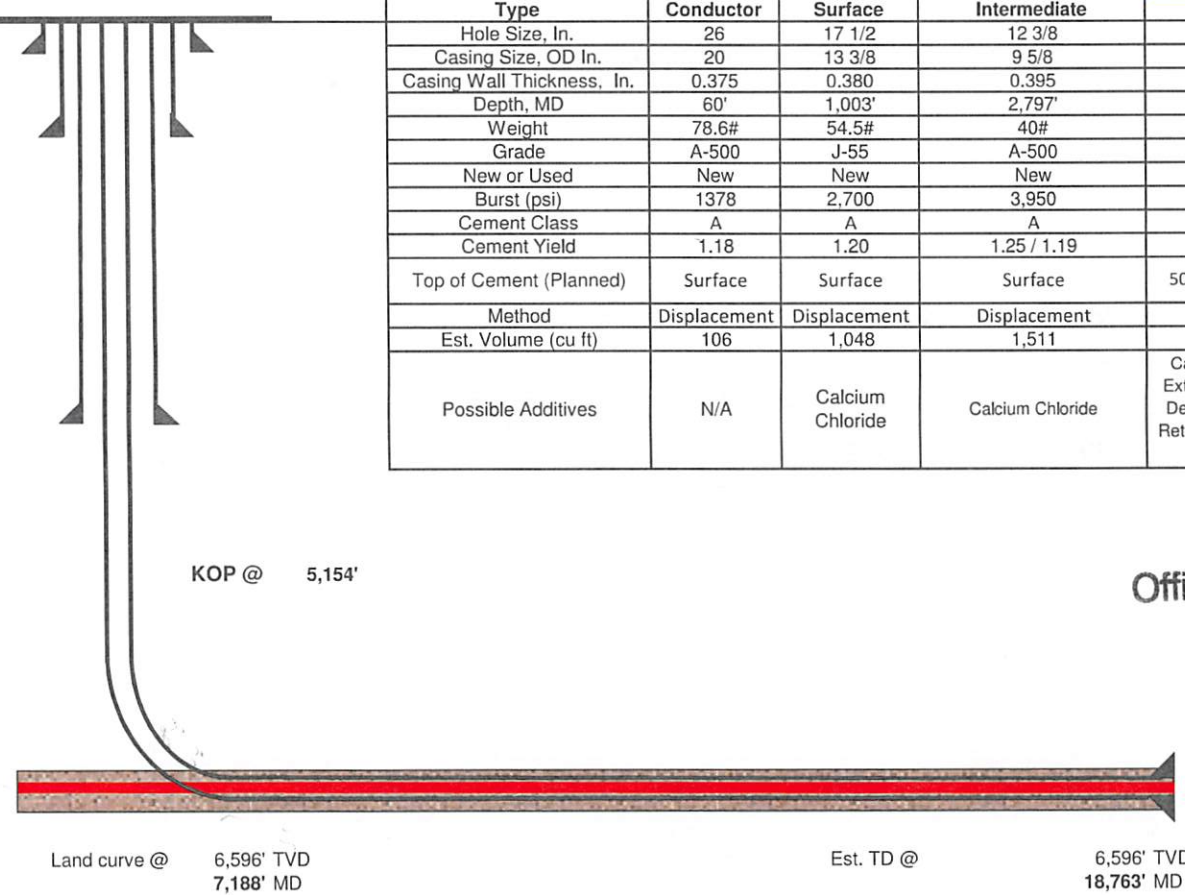 Type Conductor Surface Intermediate
Hole Size, In. 26 17 1/2 12 3/8
Casing Size, OD In. 20 13 3/8 9 5/8
Casing Wall Thickness, In. 0.375 0.380 0.395
Depth, MD 60' 1,003' 2,797'
Weight 78.6# 54.5# 40#
Grade A-500 J-55 A-500
New or Used New New New
Burst (psi) 1378 2,700 3,950
Cement Class A A A
Cement Yield 1.18 1.20 1.25 / 1.19
Top of Cement (Planned) Surface Surface Surface 50
Method Displacement Displacement Displacement
Est. Volume (cu ft) 106 1,048 1,511
Possible Additives N/A Calcium
Chloride Calcium Chloride
KOP @ 5,154'
Land curve @ 6,596' TVD
7,188' MD
Est. TD @ 6,596' TVD
18,763' MD